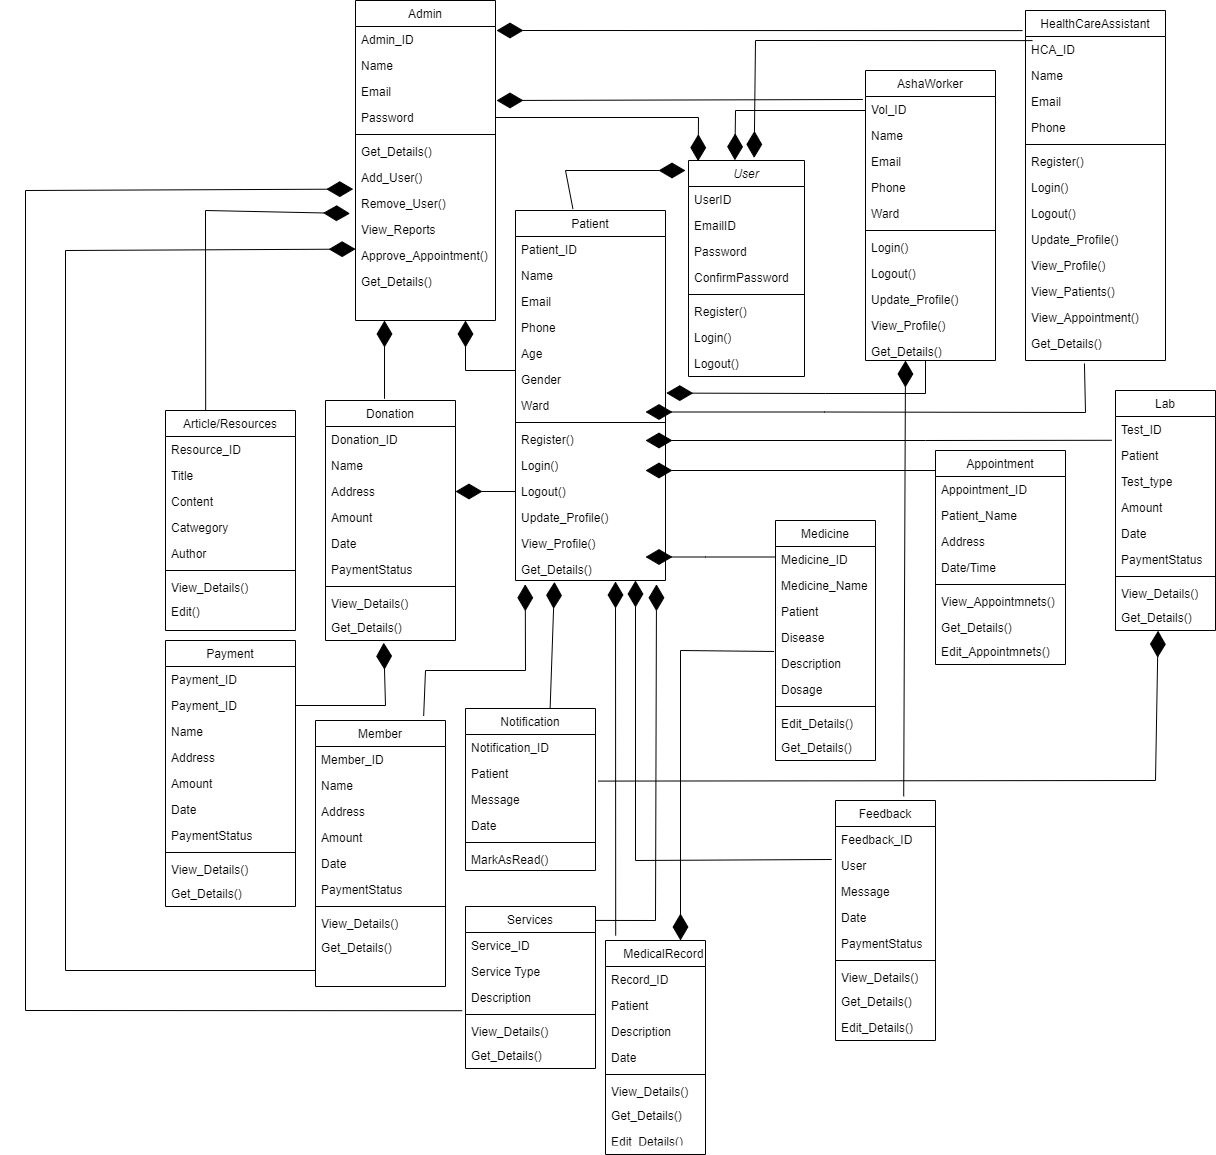 Admin
Admin_ID
Name
Email
Password
Get_Details()
Add_User()
Remove_User()
View_Reports
Approve_Appointment()
Get_Details()
HealthCareAssistant
HCA_ID
Name
Email
Phone
Register()
Login()
Logout()
Update_Profile()
View_Profile()
View_Patients()
View_Appointment()
Get_Details()
AshaWorker
Vol_ID
Name
Email
Phone
Ward
Login()
Logout()
Update_Profile()
View_Profile()
Get_Details()
User
UserID
EmailID
Password
ConfirmPassword
Register()
Login()
Logout()
Patient
Patient_ID
Name
Email
Phone
Age
Gender
Ward
Register()
Login()
Logout()
Update_Profile()
View_Profile()
Get_Details()
Lab
Test_ID
Patient
Test_type
Amount
Date
PaymentStatus
View_Details()
Get_Details()
Article/Resources
Resource_ID
Title
Content
Catwegory
Author
View_Details()
Edit()
Donation
Donation_ID
Name
Address
Amount
Date
PaymentStatus
View_Details()
Get_Details()
Appointment
Appointment_ID
Patient_Name
Address
Date/Time
View_Appointmnets()
Get_Details()
Edit_Appointmnets()
Medicine
Medicine_ID
Medicine_Name
Patient
Disease
Description
Dosage
Edit_Details()
Get_Details()
Payment
Payment_ID
Payment_ID
Name
Address
Amount
Date
PaymentStatus
View_Details()
Get_Details()
Member
Member_ID
Name
Address
Amount
Date
PaymentStatus
View_Details()
Get_Details()
Notification
Notification_ID
Patient
Message
Date
MarkAsRead()
Feedback
Feedback_ID
User
Message
Date
PaymentStatus
View_Details()
Get_Details()
Edit_Details()
Services
Service_ID
Service Type
Description
View_Details()
Get_Details()
MedicalRecord
Record_ID
Patient
Description
Date
View_Details()
Get_Details()
Edit_Details()